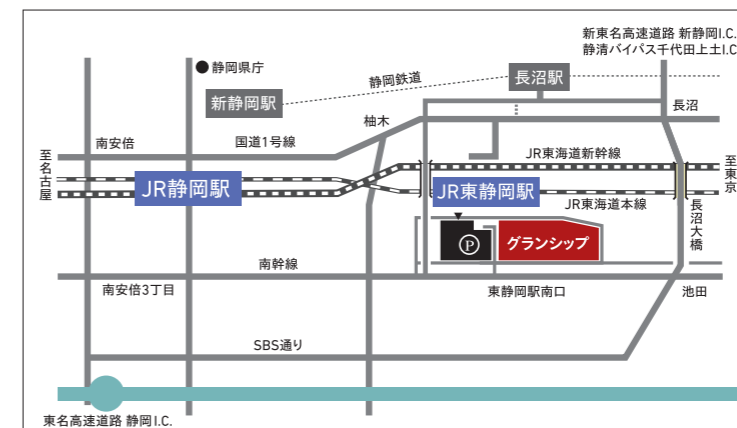 新東名高速道路 新静岡I.C.
静清バイパス千代田上土I.C
静岡県庁
静岡鉄道
長沼駅
新静岡駅
柚木
長沼
南安倍
国道1号線
至名古屋
JR東海道新幹線
至東京
JR静岡駅
JR東静岡駅
JR東海道本線
長沼大橋
P
グランシップ
南幹線
南安倍3丁目
東静岡駅南口
池田
SBS通り
東名高速道路 静岡I.C.